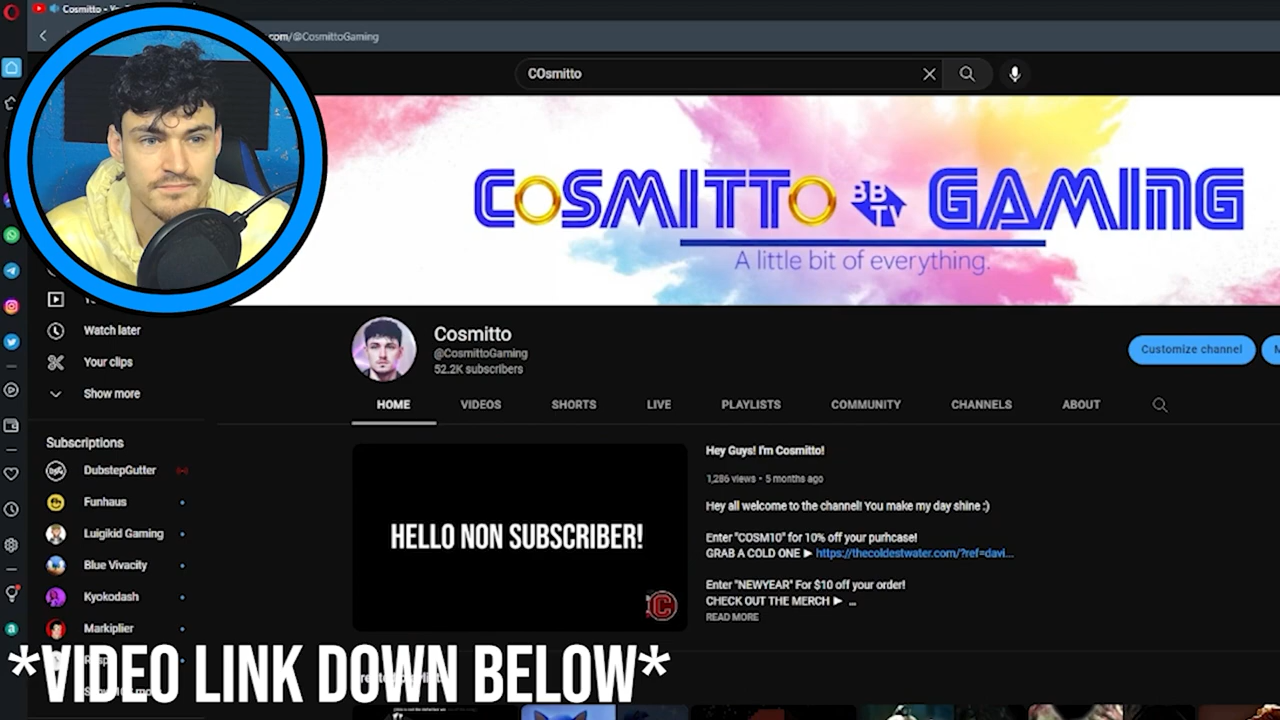 Cosmitto - Yo
com/@CosmittoGaming
COsmitto
COSMITTO BBTV GAMING
A little bit of everything.
Watch later
Your clips
Show more
Cosmitto
@CosmittoGaming
52.2K subscribers
Customize channel
HOME VIDEOS SHORTS LIVE PLAYLISTS COMMUNITY CHANNELS ABOUT
Subscriptions
DubstepGutter
Funhaus
Luigikid Gaming
Blue Vivacity
Kyokodash
Markiplier
HELLO NON SUBSCRIBER!
Hey Guys! I'm Cosmitto!
1,286 views • 5 months ago
Hey all welcome to the channel! You make my day shine :)
Enter "COSM10" for 10% off your purhcase!
GRAB A COLD ONE ► https://thecoldestwater.com/?ref=davi...
Enter "NEWYEAR" For $10 off your order!
CHECK OUT THE MERCH ► ...
READ MORE
*VIDEO LINK DOWN BELOW*